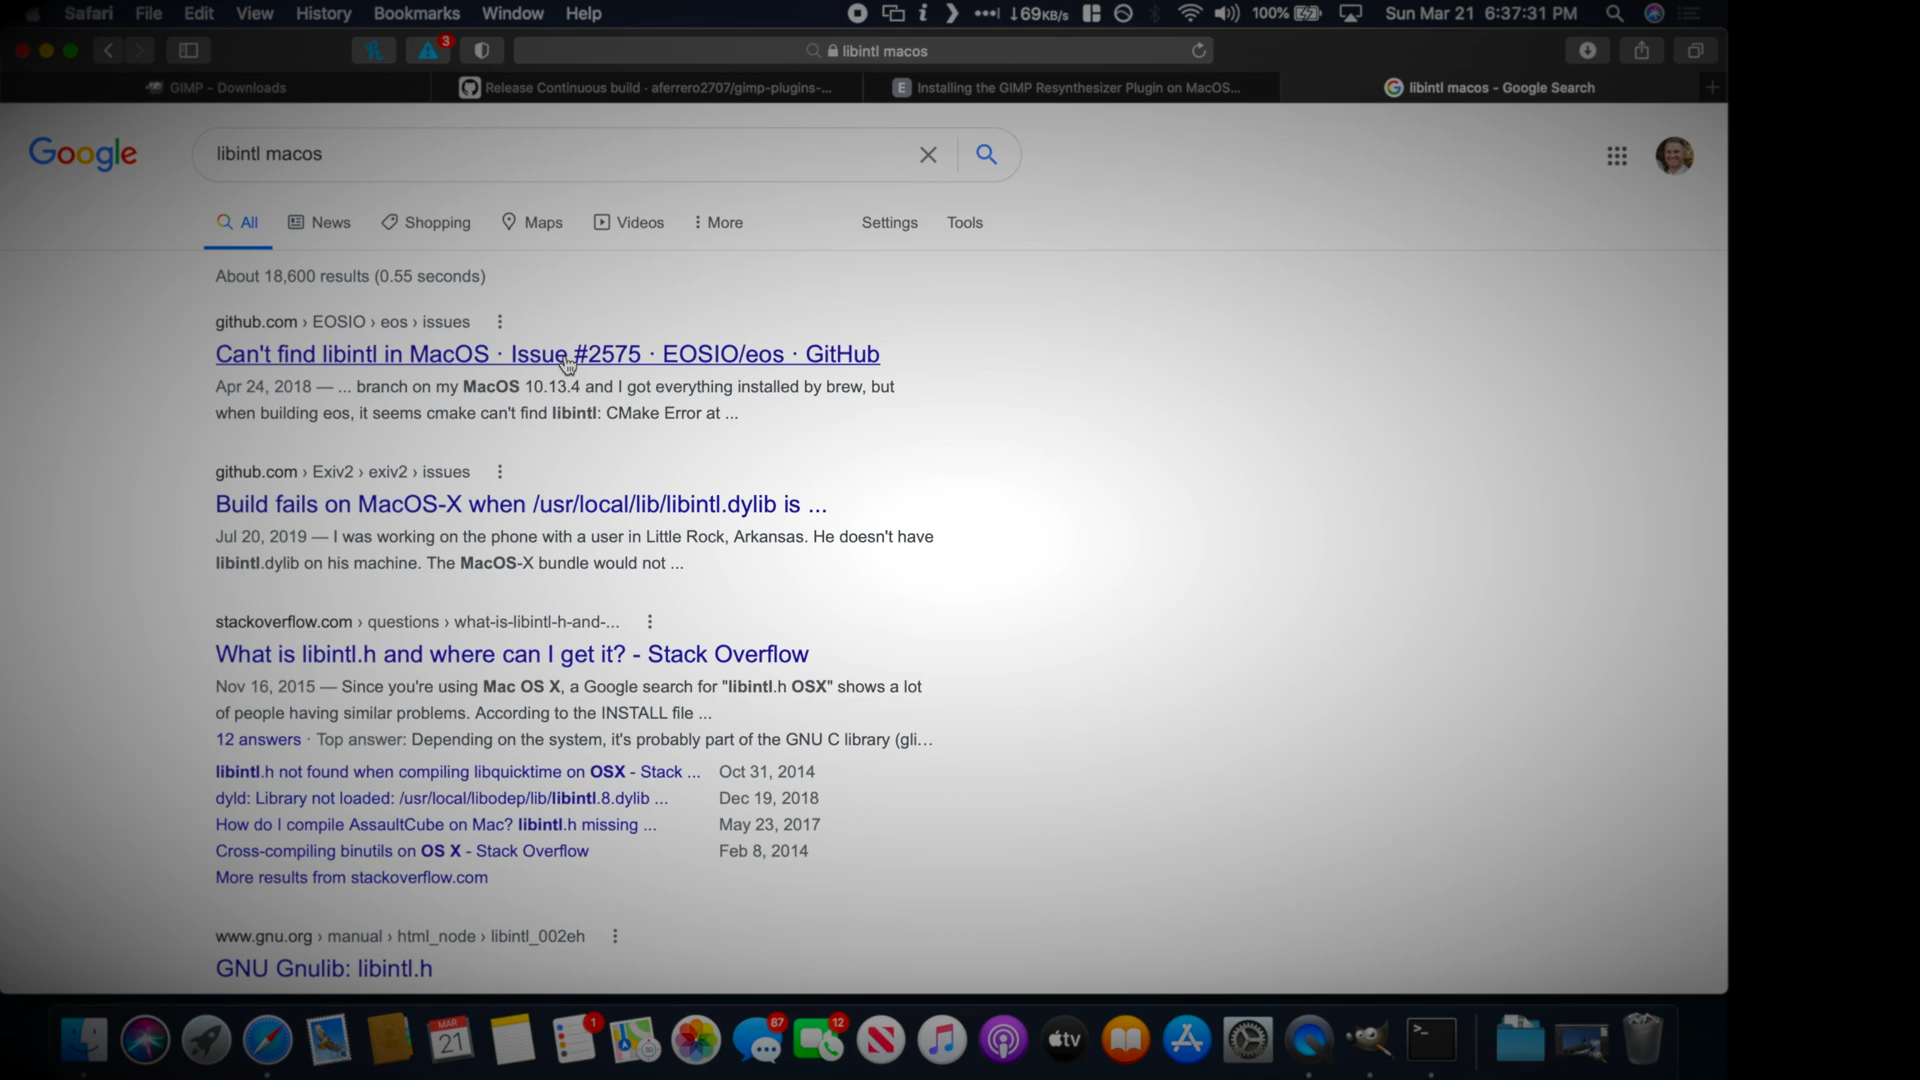 Safari File Edit View History Bookmarks Window Help
↓69KB/s 100% Sun Mar 21 6:37:31 PM
3
libintl macos
GIMP - Downloads
Release Continuous build · aferrero2707/gimp-plugins-...
E Installing the GIMP Resynthesizer Plugin on MacOS...
libintl macos - Google Search
Google
libintl macos
All News Shopping Maps Videos More Settings Tools
About 18,600 results (0.55 seconds)
github.com › EOSIO › eos › issues
Can't find libintl in MacOS · Issue #2575 · EOSIO/eos · GitHub
Apr 24, 2018 — ... branch on my MacOS 10.13.4 and I got everything installed by brew, but
when building eos, it seems cmake can't find libintl: CMake Error at ...
github.com › Exiv2 › exiv2 › issues
Build fails on MacOS-X when /usr/local/lib/libintl.dylib is ...
Jul 20, 2019 — I was working on the phone with a user in Little Rock, Arkansas. He doesn't have
libintl.dylib on his machine. The MacOS-X bundle would not ...
stackoverflow.com › questions › what-is-libintl-h-and-...
What is libintl.h and where can I get it? - Stack Overflow
Nov 16, 2015 — Since you're using Mac OS X, a Google search for "libintl.h OSX" shows a lot
of people having similar problems. According to the INSTALL file ...
12 answers · Top answer: Depending on the system, it's probably part of the GNU C library (gli...
libintl.h not found when compiling libquicktime on OSX - Stack ... Oct 31, 2014
dyld: Library not loaded: /usr/local/libodep/lib/libintl.8.dylib ... Dec 19, 2018
How do I compile AssaultCube on Mac? libintl.h missing ... May 23, 2017
Cross-compiling binutils on OS X - Stack Overflow Feb 8, 2014
More results from stackoverflow.com
www.gnu.org › manual › html_node › libintl_002eh
GNU Gnulib: libintl.h
MAR
21
1
87
12
tv